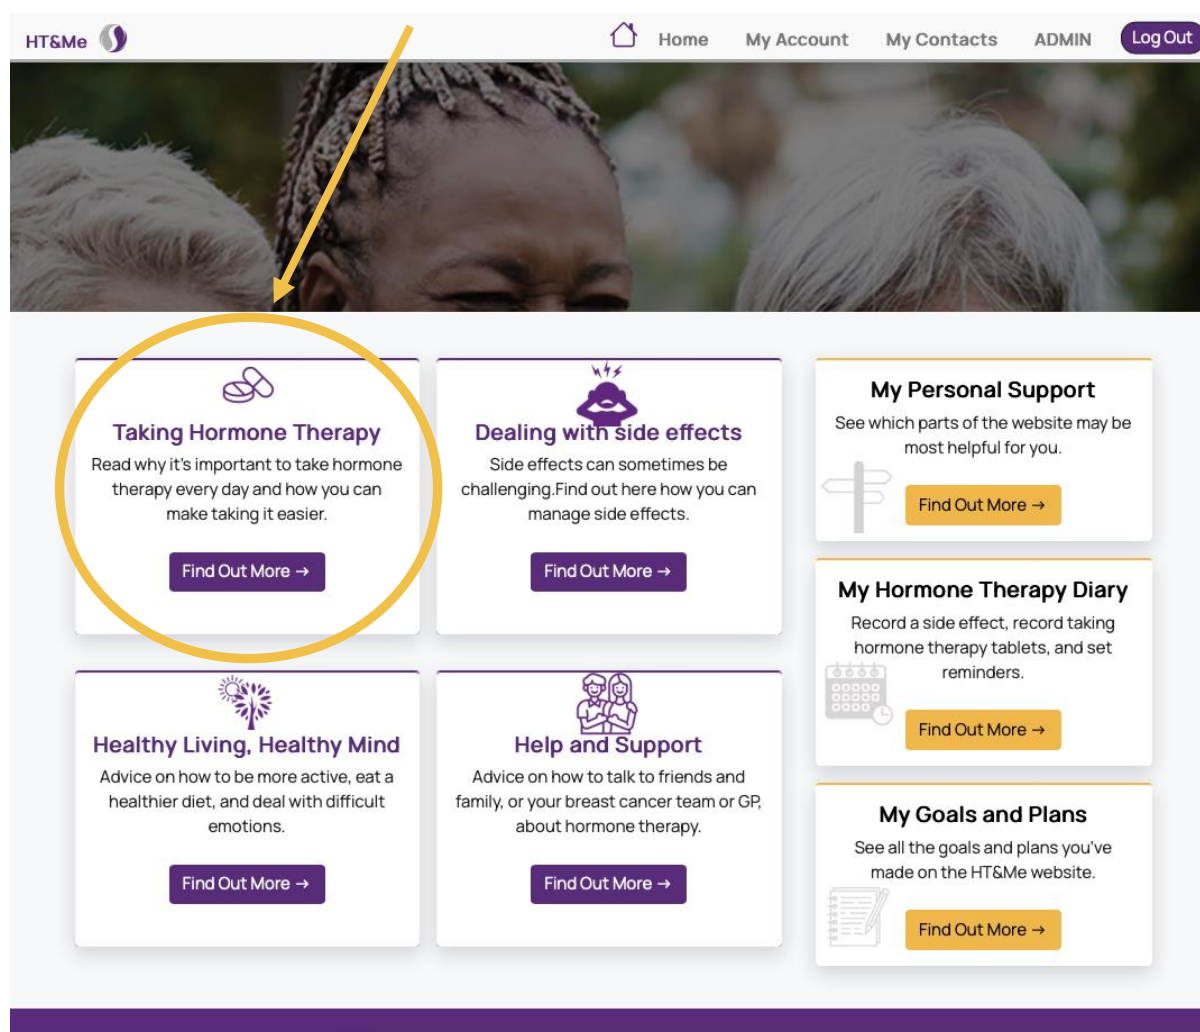 HT&Me
Home My Account My Contacts ADMIN Log Out
Taking Hormone Therapy
Read why it's important to take hormone
therapy every day and how you can
make taking it easier.
Find Out More →
Dealing with side effects
Side effects can sometimes be
challenging.Find out here how you can
manage side effects.
Find Out More →
My Personal Support
See which parts of the website may be
most helpful for you.
Find Out More →
My Hormone Therapy Diary
Record a side effect, record taking
hormone therapy tablets, and set
reminders.
Find Out More →
Healthy Living, Healthy Mind
Advice on how to be more active, eat a
healthier diet, and deal with difficult
emotions.
Find Out More →
Help and Support
Advice on how to talk to friends and
family, or your breast cancer team or GP,
about hormone therapy.
Find Out More →
My Goals and Plans
See all the goals and plans you've
made on the HT&Me website.
Find Out More →